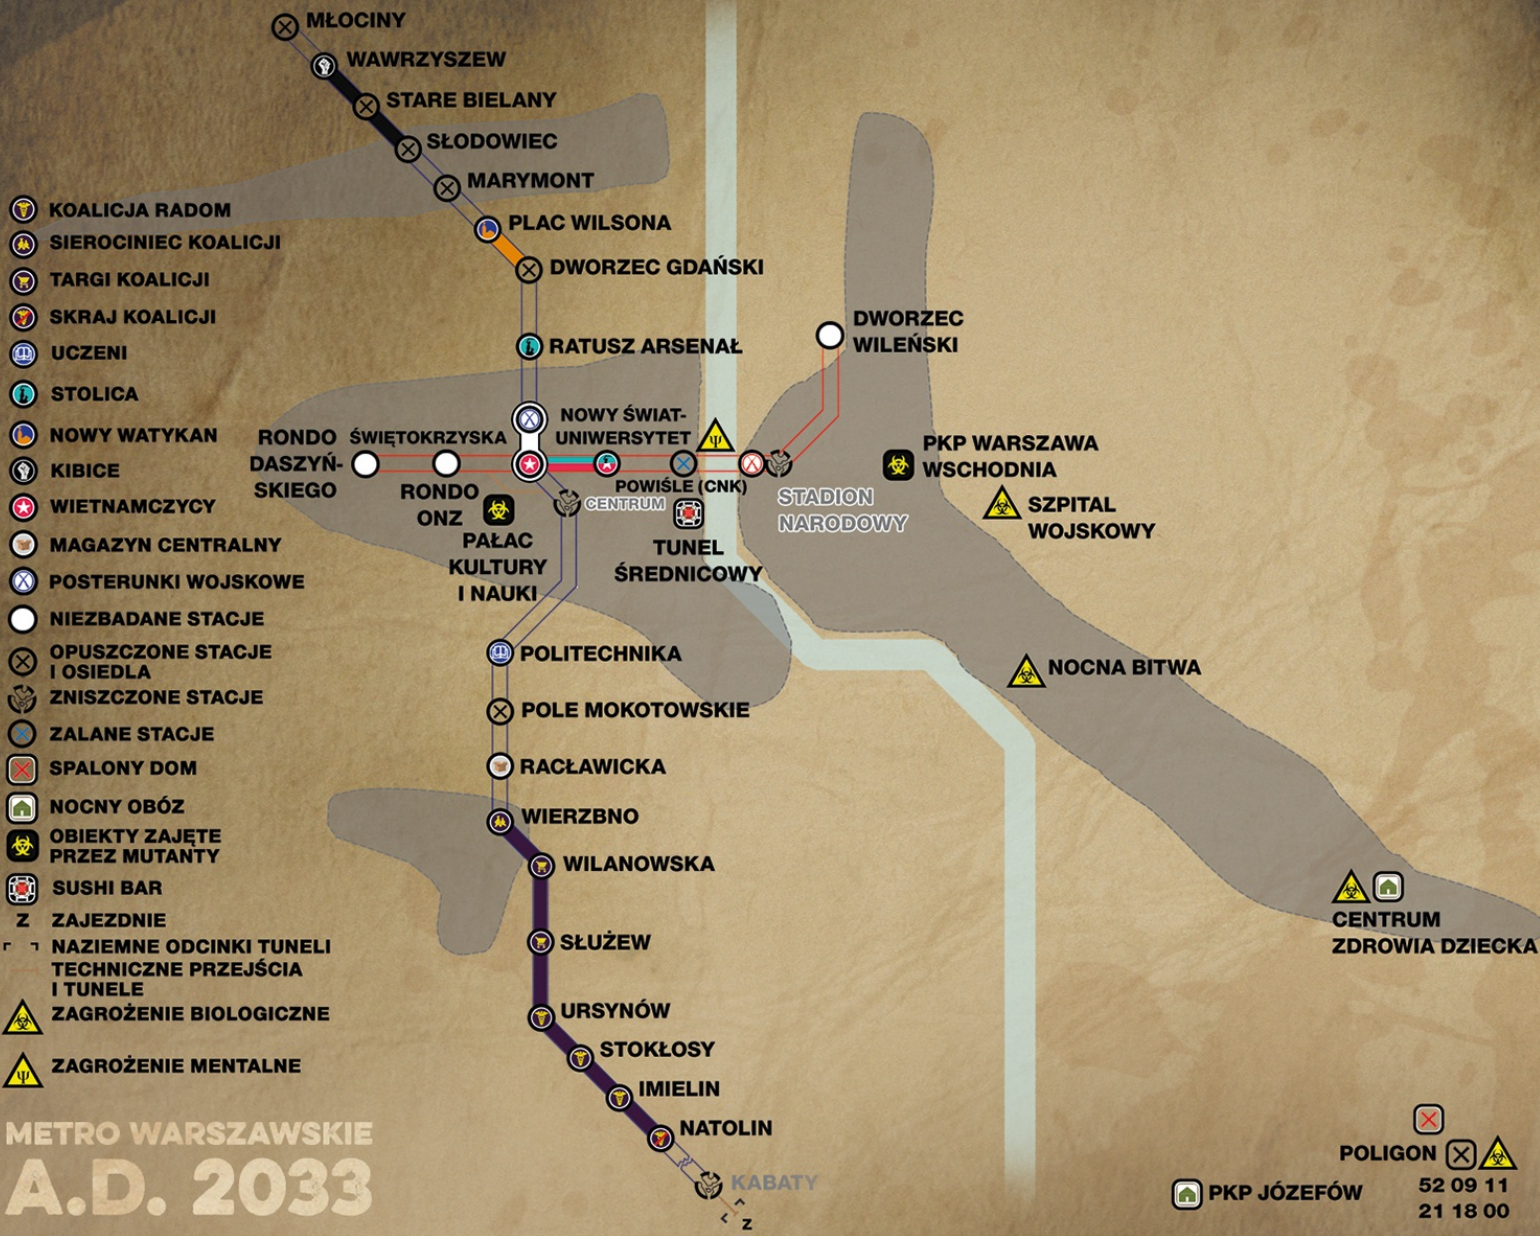 MŁOCINY
WAWRZYSZEW
STARE BIELANY
SŁODOWIEC
MARYMONT
PLAC WILSONA
DWORZEC GDAŃSKI
RATUSZ ARSENAŁ
DWORZEC
WILEŃSKI
NOWY ŚWIAT-
UNIWERSYTET
ŚWIĘTOKRZYSKA
RONDO
DASZYŃ-
SKIEGO
RONDO
ONZ
CENTRUM
POWIŚLE (CNK)
STADION
NARODOWY
PKP WARSZAWA
WSCHODNIA
SZPITAL
WOJSKOWY
PAŁAC
KULTURY
I NAUKI
TUNEL
ŚREDNICOWY
POLITECHNIKA
NOCNA BITWA
POLE MOKOTOWSKIE
RACŁAWICKA
WIERZBNO
WILANOWSKA
SŁUŻEW
URSYNÓW
STOKŁOSY
IMIELIN
NATOLIN
KABATY
Z
CENTRUM
ZDROWIA DZIECKA
POLIGON
52 09 11
21 18 00
PKP JÓZEFÓW
KOALICJA RADOM
SIEROCINIEC KOALICJI
TARGI KOALICJI
SKRAJ KOALICJI
UCZENI
STOLICA
NOWY WATYKAN
KIBICE
WIETNAMCZYCY
MAGAZYN CENTRALNY
POSTERUNKI WOJSKOWE
NIEZBADANE STACJE
OPUSZCZONE STACJE
I OSIEDLA
ZNISZCZONE STACJE
ZALANE STACJE
SPALONY DOM
NOCNY OBÓZ
OBIEKTY ZAJĘTE
PRZEZ MUTANTY
SUSHI BAR
Z ZAJEZDNIE
NAZIEMNE ODCINKI TUNELI
TECHNICZNE PRZEJŚCIA
I TUNELE
ZAGROŻENIE BIOLOGICZNE
ZAGROŻENIE MENTALNE
METRO WARSZAWSKIE
A.D. 2033